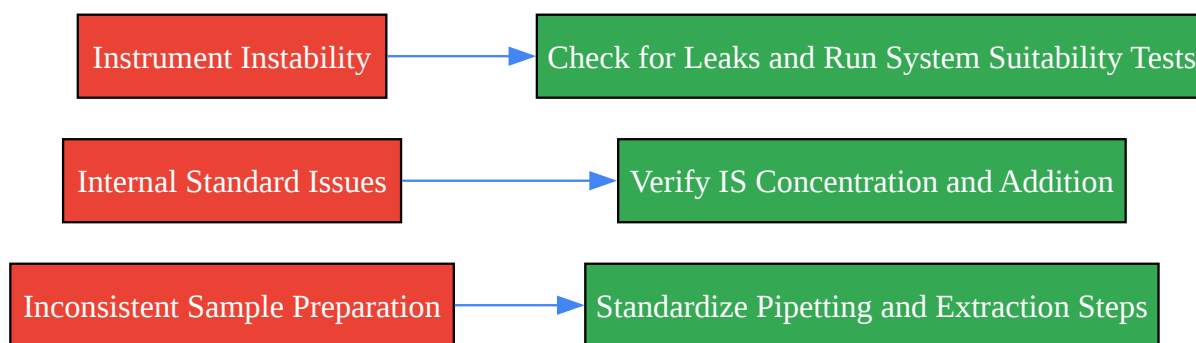 Instrument Instability
Check for Leaks and Run System Suitability Tests
Internal Standard Issues
Verify IS Concentration and Addition
Inconsistent Sample Preparation
Standardize Pipetting and Extraction Steps